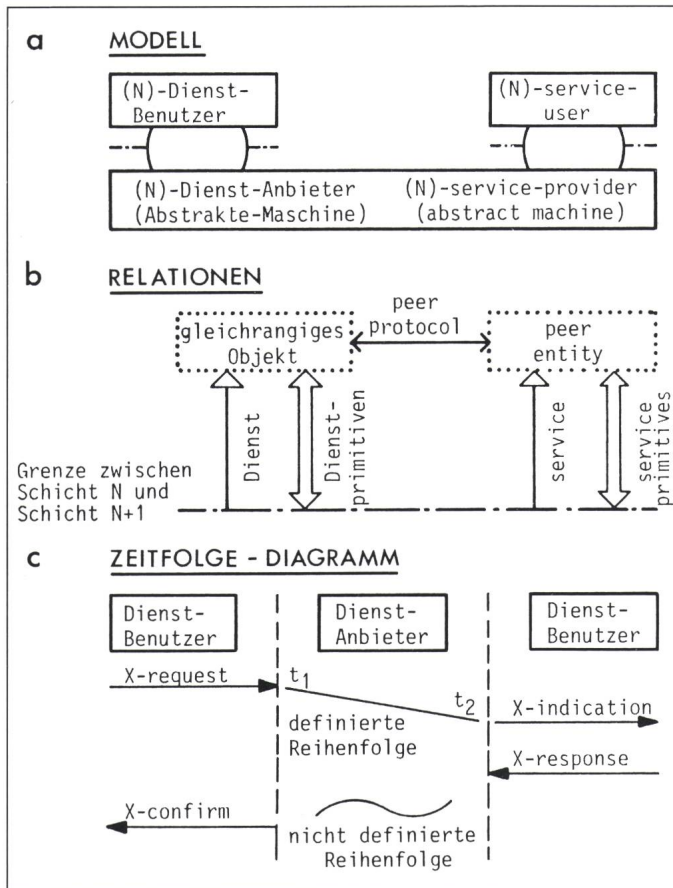 a MODELL
(N)-Dienst-
Benutzer
(N)-service-
user
(N)-Dienst-Anbieter
(Abstrakte-Maschine)
(N)-service-provider
(abstract machine)
b RELATIONEN
gleichrangiges
Objekt
peer
protocol
peer
entity
Dienst
Dienst-
primitiven
service
service
primitives
Grenze zwischen
Schicht N und
Schicht N+1
c ZEITFOLGE - DIAGRAMM
Dienst-
Benutzer
Dienst-
Anbieter
Dienst-
Benutzer
X-request
t1
t2
X-indication
definierte
Reihenfolge
X-response
X-confirm
nicht definierte
Reihenfolge